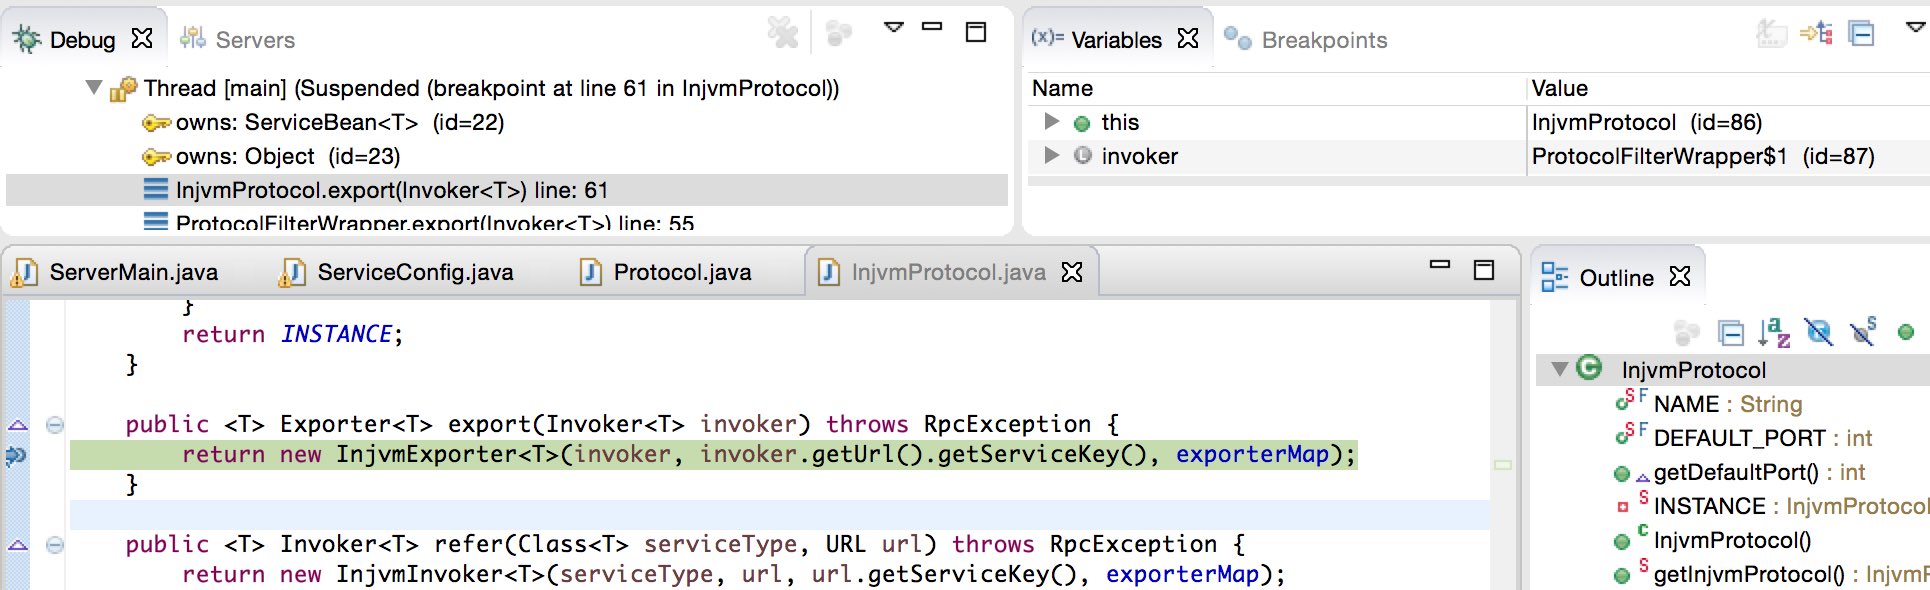 Debug Servers
Thread [main] (Suspended (breakpoint at line 61 in InjvmProtocol))
owns: ServiceBean<T> (id=22)
owns: Object (id=23)
InjvmProtocol.export(Invoker<T>) line: 61
ProtocolFilterWrapper.export(Invoker<T>) line: 55
(x)= Variables Breakpoints
Name Value
this InjvmProtocol (id=86)
invoker ProtocolFilterWrapper$1 (id=87)
ServerMain.java ServiceConfig.java Protocol.java InjvmProtocol.java
}
return INSTANCE;
}
public <T> Exporter<T> export(Invoker<T> invoker) throws RpcException {
return new InjvmExporter<T>(invoker, invoker.getUrl().getServiceKey(), exporterMap);
}
public <T> Invoker<T> refer(Class<T> serviceType, URL url) throws RpcException {
return new InjvmInvoker<T>(serviceType, url, url.getServiceKey(), exporterMap);
Outline
InjvmProtocol
NAME : String
DEFAULT_PORT : int
getDefaultPort() : int
INSTANCE : InjvmProtocol
InjvmProtocol()
getInjvmProtocol() : InjvmP